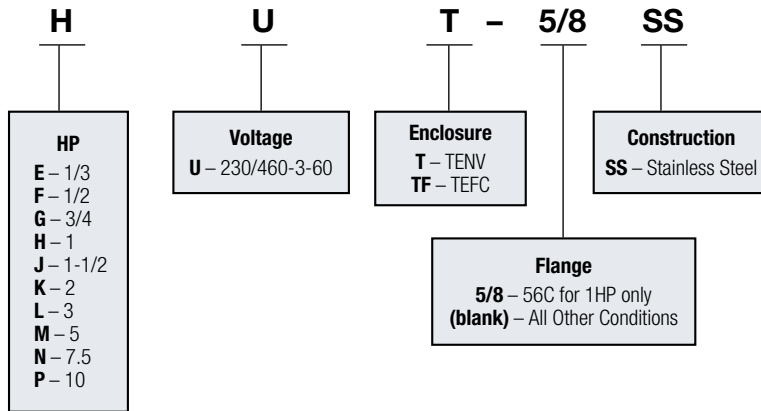 H U T – 5/8 SS
HP
E – 1/3
F – 1/2
G – 3/4
H – 1
J – 1-1/2
K – 2
L – 3
M – 5
N – 7.5
P – 10
Voltage
U – 230/460-3-60
Enclosure
T – TENV
TF – TEFC
Construction
SS – Stainless Steel
Flange
5/8 – 56C for 1HP only
(blank) – All Other Conditions